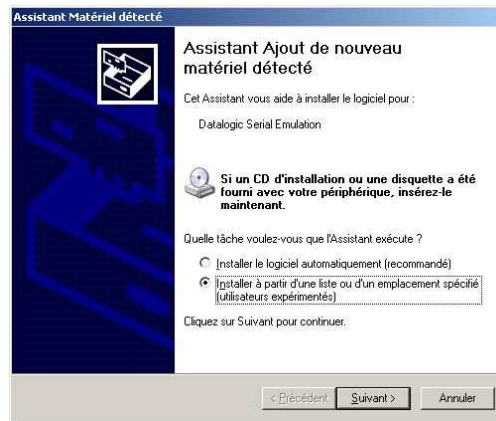 Assistant Matériel détecté
Assistant Ajout de nouveau
matériel détecté
Cet Assistant vous aide à installer le logiciel pour :
Datalogic Serial Emulation
Si un CD d'installation ou une disquette a été
fourni avec votre périphérique, insérez-le
maintenant.
Quelle tâche voulez-vous que l'Assistant exécute ?
Installer le logiciel automatiquement (recommandé)
Installer à partir d'une liste ou d'un emplacement spécifié
(utilisateurs expérimentés)
Cliquez sur Suivant pour continuer.
< Précédent Suivant > Annuler